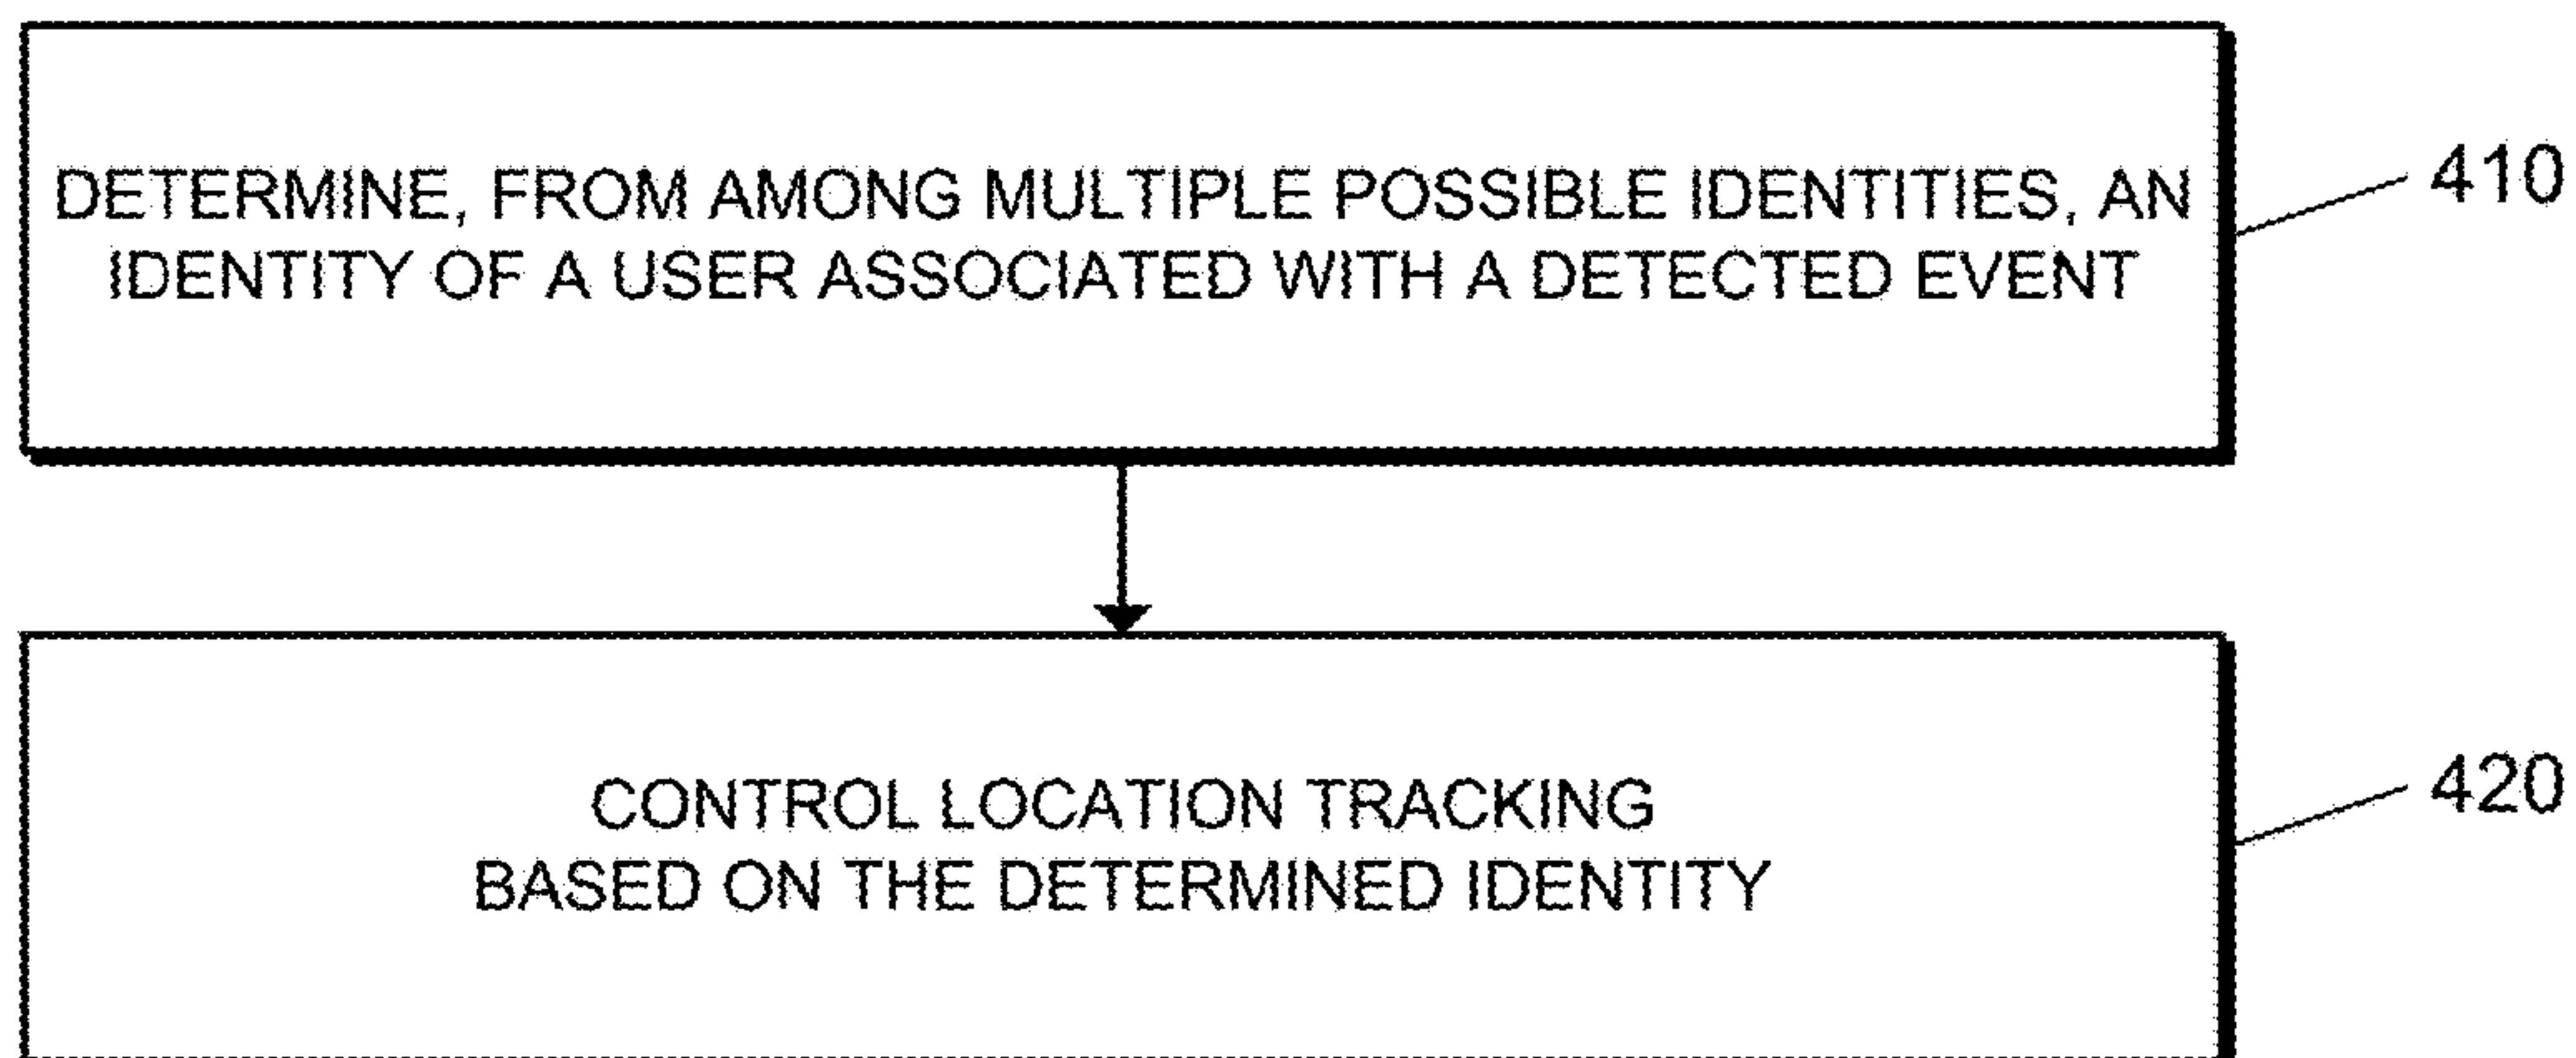 DETERMINE, FROM AMONG MULTIPLE POSSIBLE IDENTITIES, AN
IDENTITY OF A USER ASSOCIATED WITH A DETECTED EVENT
410
CONTROL LOCATION TRACKING
BASED ON THE DETERMINED IDENTITY
420